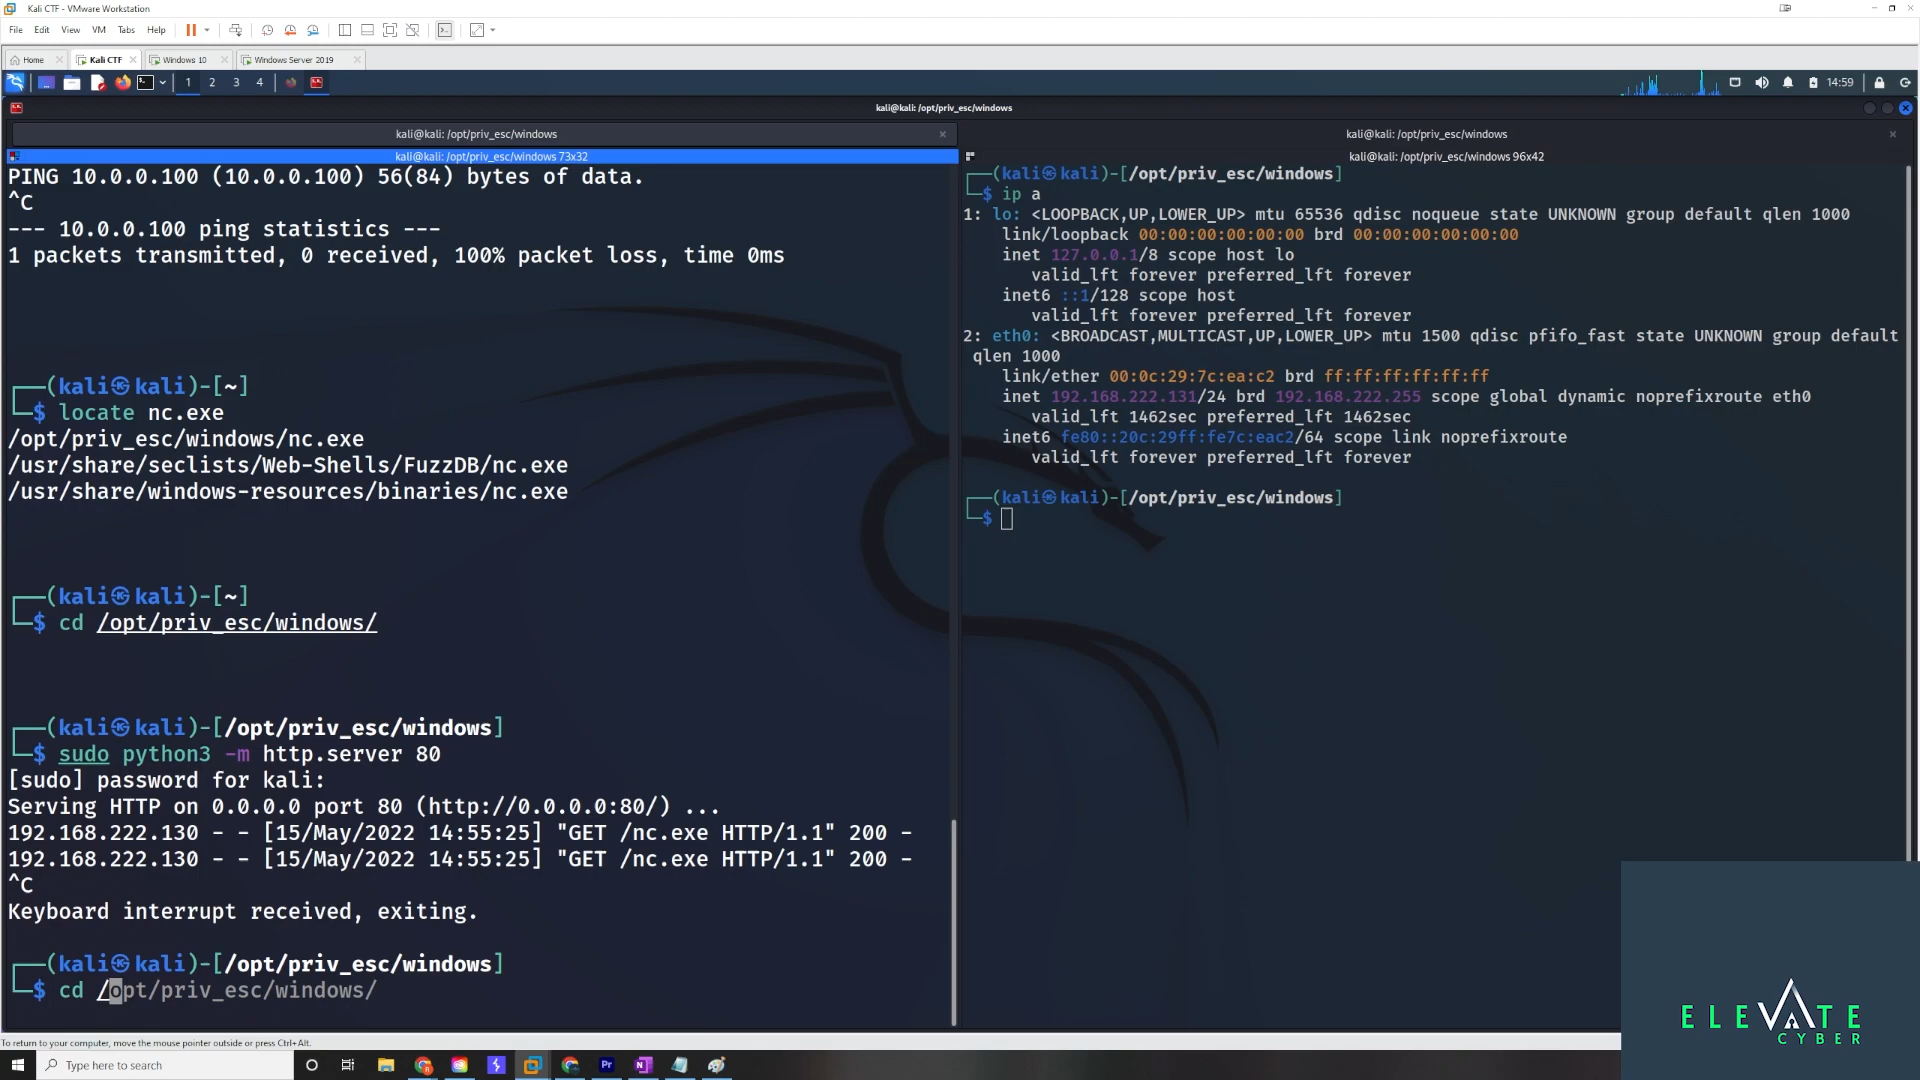 Kali CTF - VMware Workstation
File Edit View VM Tabs Help
Home Kali CTF Windows 10 Windows Server 2019
1 2 3 4 14:59
kali@kali: /opt/priv_esc/windows
kali@kali: /opt/priv_esc/windows
kali@kali: /opt/priv_esc/windows 73x32
PING 10.0.0.100 (10.0.0.100) 56(84) bytes of data.
^C
--- 10.0.0.100 ping statistics ---
1 packets transmitted, 0 received, 100% packet loss, time 0ms
┌──(kali㉿kali)-[~]
└─$ locate nc.exe
/opt/priv_esc/windows/nc.exe
/usr/share/seclists/Web-Shells/FuzzDB/nc.exe
/usr/share/windows-resources/binaries/nc.exe
┌──(kali㉿kali)-[~]
└─$ cd /opt/priv_esc/windows/
┌──(kali㉿kali)-[/opt/priv_esc/windows]
└─$ sudo python3 -m http.server 80
[sudo] password for kali:
Serving HTTP on 0.0.0.0 port 80 (http://0.0.0.0:80/) ...
192.168.222.130 - - [15/May/2022 14:55:25] "GET /nc.exe HTTP/1.1" 200 -
192.168.222.130 - - [15/May/2022 14:55:25] "GET /nc.exe HTTP/1.1" 200 -
^C
Keyboard interrupt received, exiting.
┌──(kali㉿kali)-[/opt/priv_esc/windows]
└─$ cd /opt/priv_esc/windows/
kali@kali: /opt/priv_esc/windows
kali@kali: /opt/priv_esc/windows 96x42
┌──(kali㉿kali)-[/opt/priv_esc/windows]
└─$ ip a
1: lo: <LOOPBACK,UP,LOWER_UP> mtu 65536 qdisc noqueue state UNKNOWN group default qlen 1000
link/loopback 00:00:00:00:00:00 brd 00:00:00:00:00:00
inet 127.0.0.1/8 scope host lo
valid_lft forever preferred_lft forever
inet6 ::1/128 scope host
valid_lft forever preferred_lft forever
2: eth0: <BROADCAST,MULTICAST,UP,LOWER_UP> mtu 1500 qdisc pfifo_fast state UNKNOWN group default
qlen 1000
link/ether 00:0c:29:7c:ea:c2 brd ff:ff:ff:ff:ff:ff
inet 192.168.222.131/24 brd 192.168.222.255 scope global dynamic noprefixroute eth0
valid_lft 1462sec preferred_lft 1462sec
inet6 fe80::20c:29ff:fe7c:eac2/64 scope link noprefixroute
valid_lft forever preferred_lft forever
┌──(kali㉿kali)-[/opt/priv_esc/windows]
└─$
ELEVATE
CYBER
To return to your computer, move the mouse pointer outside or press Ctrl+Alt.
Type here to search
Pr